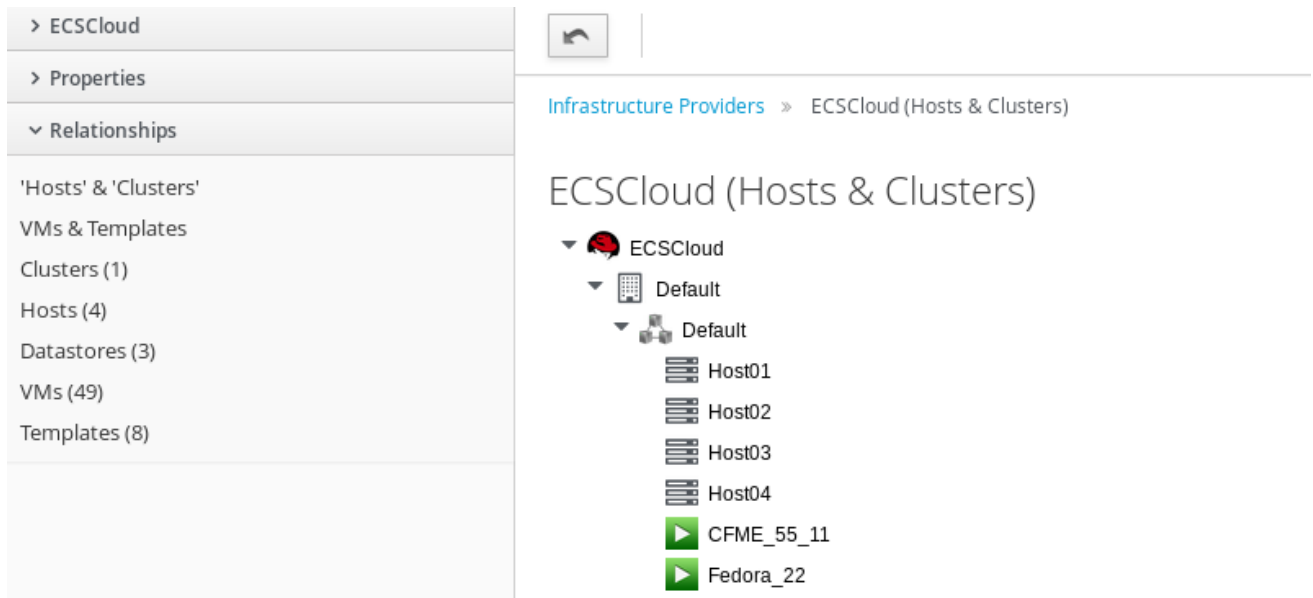 ECSCloud
Properties
Relationships
'Hosts' & 'Clusters'
VMs & Templates
Clusters (1)
Hosts (4)
Datastores (3)
VMs (49)
Templates (8)
Infrastructure Providers » ECSCloud (Hosts & Clusters)
ECSCloud (Hosts & Clusters)
ECSCloud
Default
Default
Host01
Host02
Host03
Host04
CFME_55_11
Fedora_22